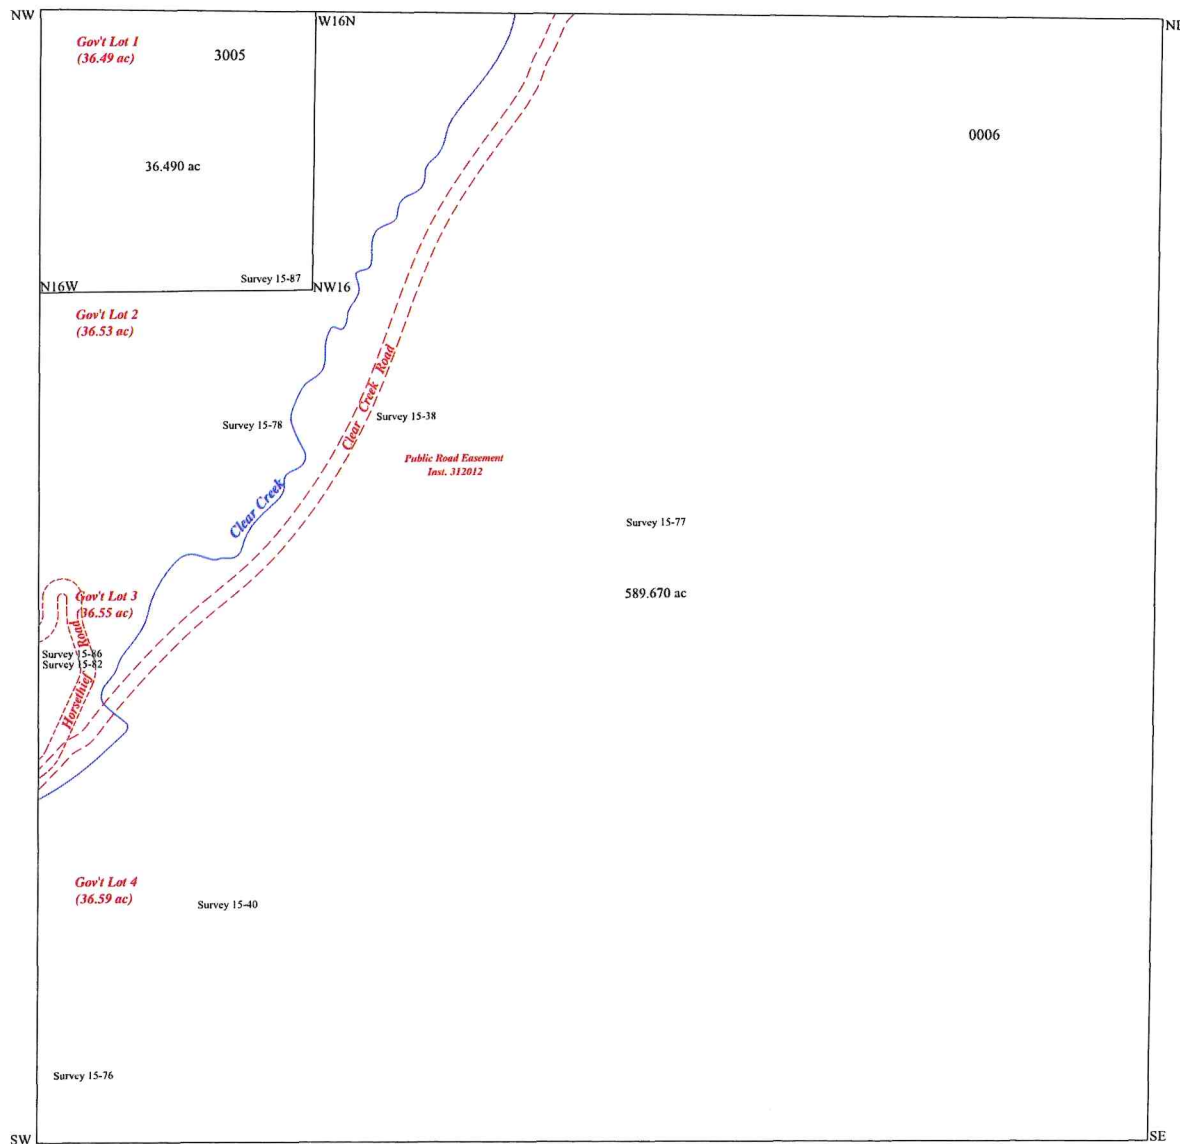 NW
W16N
NE
Gov't Lot 1
(36.49 ac)
3005
0006
36.490 ac
Survey 15-87
N16W
NW16
Gov't Lot 2
(36.53 ac)
Clear Creek Road
Survey 15-38
Survey 15-78
Public Road Easement
Inst. 312012
Clear Creek
Survey 15-77
589.670 ac
Gov't Lot 3
(36.55 ac)
Survey 15-86
Survey 15-82
Horsethief Road
Gov't Lot 4
(36.59 ac)
Survey 15-40
Survey 15-76
SW
SE